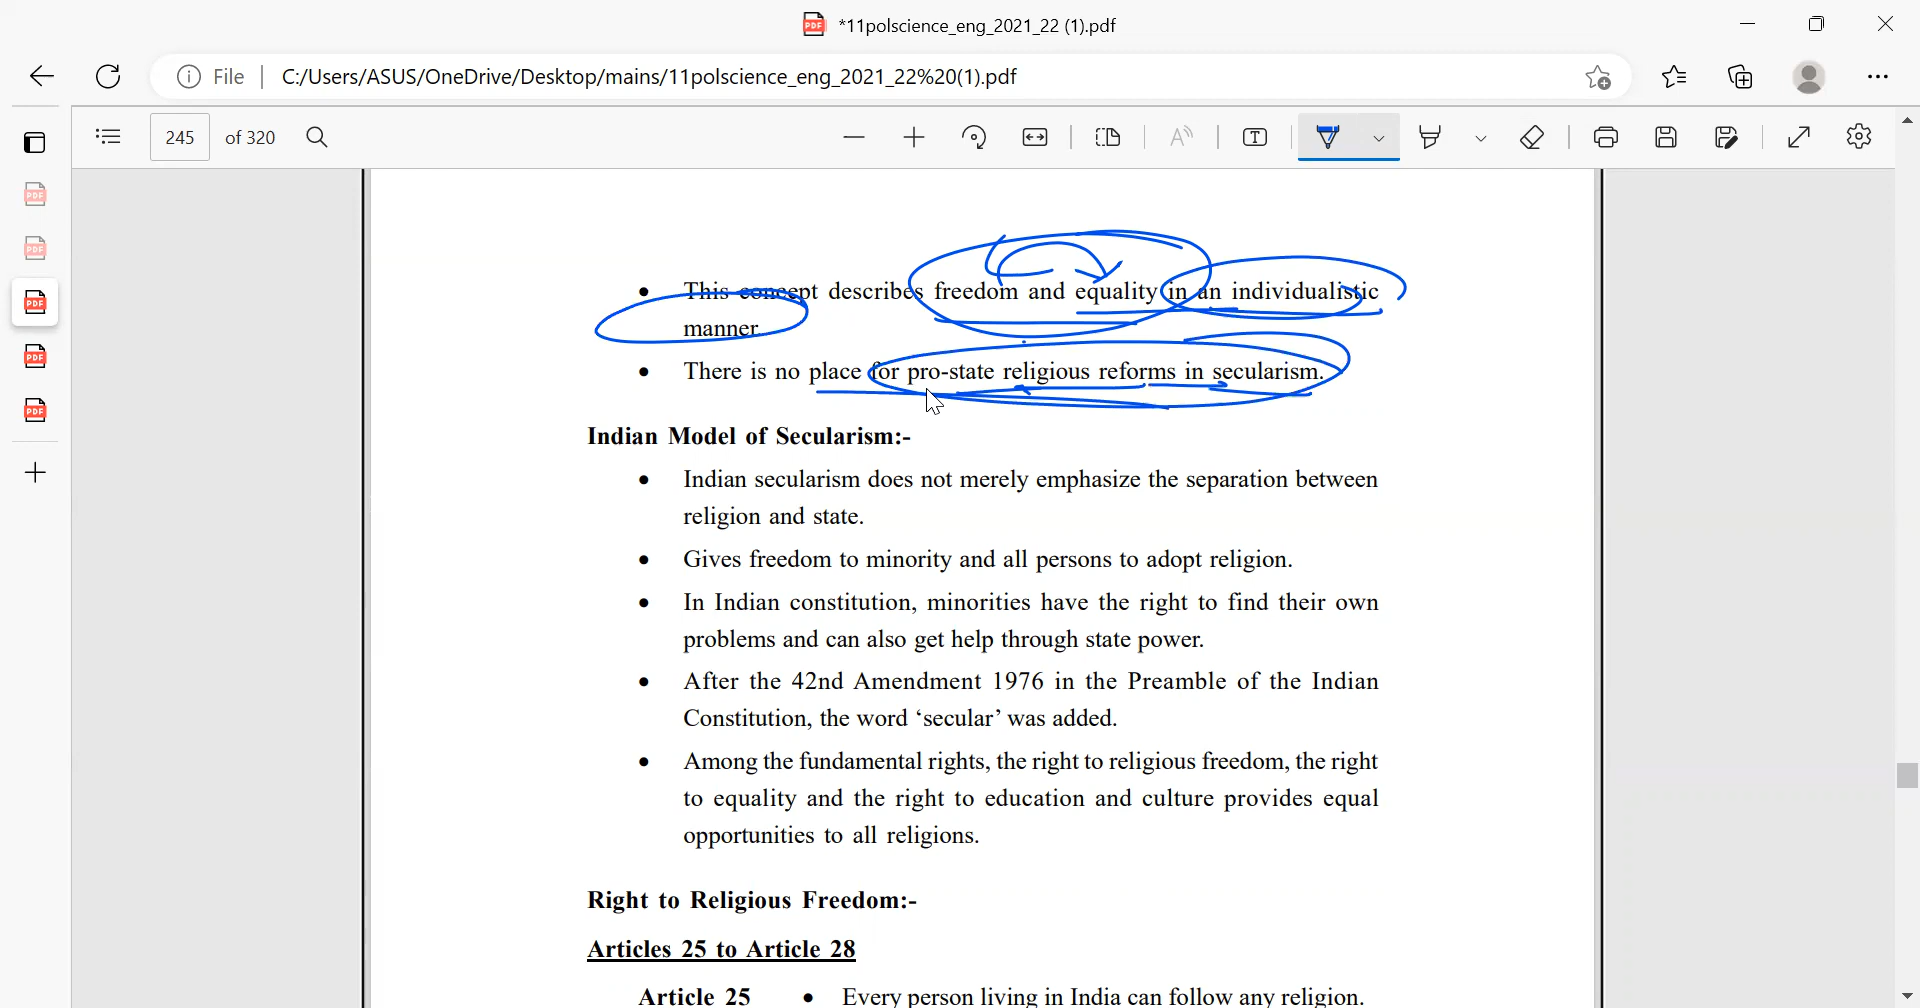 *11polscience_eng_2021_22 (1).pdf
File C:/Users/ASUS/OneDrive/Desktop/mains/11polscience_eng_2021_22%20(1).pdf
245 of 320
• This concept describes freedom and equality in an individualistic
manner.
• There is no place for pro-state religious reforms in secularism.
Indian Model of Secularism:-
• Indian secularism does not merely emphasize the separation between
religion and state.
• Gives freedom to minority and all persons to adopt religion.
• In Indian constitution, minorities have the right to find their own
problems and can also get help through state power.
• After the 42nd Amendment 1976 in the Preamble of the Indian
Constitution, the word ‘secular’ was added.
• Among the fundamental rights, the right to religious freedom, the right
to equality and the right to education and culture provides equal
opportunities to all religions.
Right to Religious Freedom:-
Articles 25 to Article 28
Article 25 • Every person living in India can follow any religion.